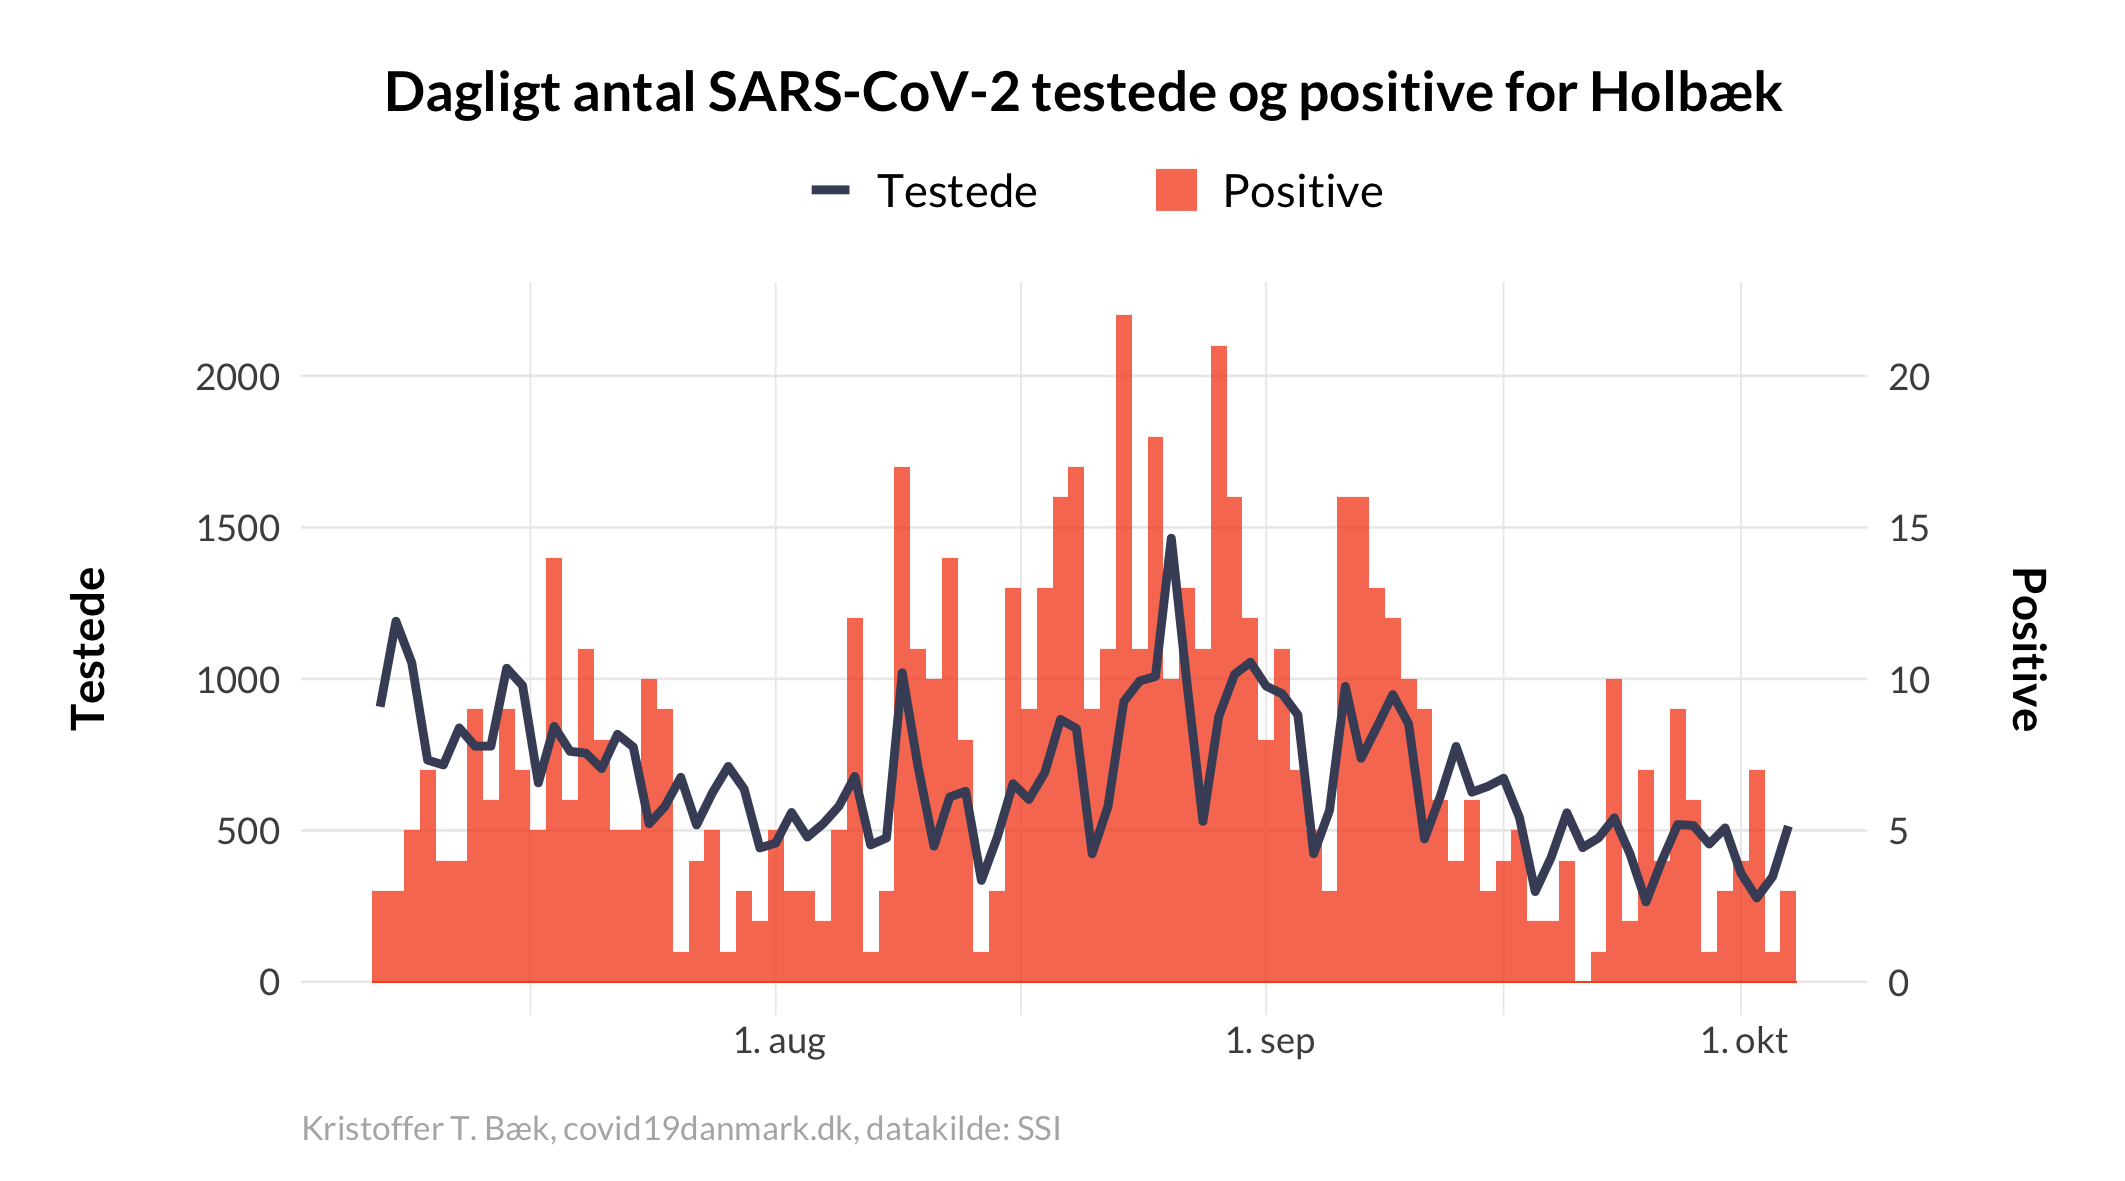 Dagligt antal SARS-CoV-2 testede og positive for Holbæk
Testede
Positive
2000
1500
1000
500
0
Testede
20
15
10
5
0
Positive
1. aug
1. sep
1. okt
Kristoffer T. Bæk, covid19danmark.dk, datakilde: SSI